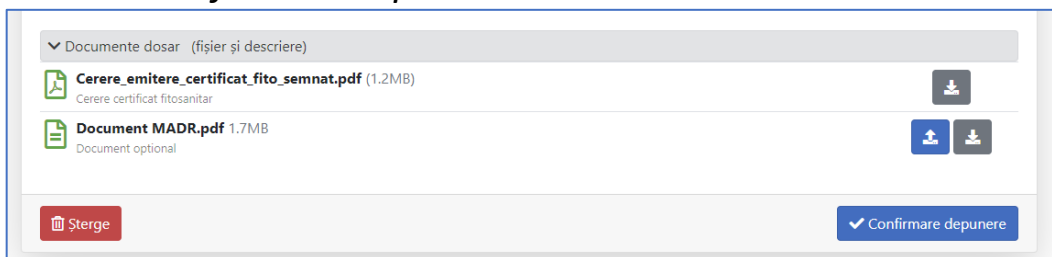 Documente dosar (fișier și descriere)
Cerere_emitere_certificat_fito_semnat.pdf (1.2MB)
Cerere certificat fitosanitar
Document MADR.pdf 1.7MB
Document optional
Șterge
Confirmare depunere